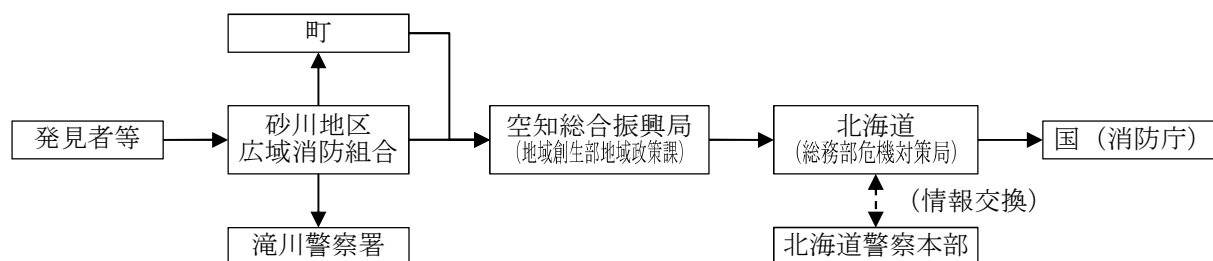 町
発見者等
砂川地区
広域消防組合
空知総合振興局
(地域創生部地域政策課)
北海道
(総務部危機対策局)
国（消防庁）
（情報交換）
滝川警察署
北海道警察本部